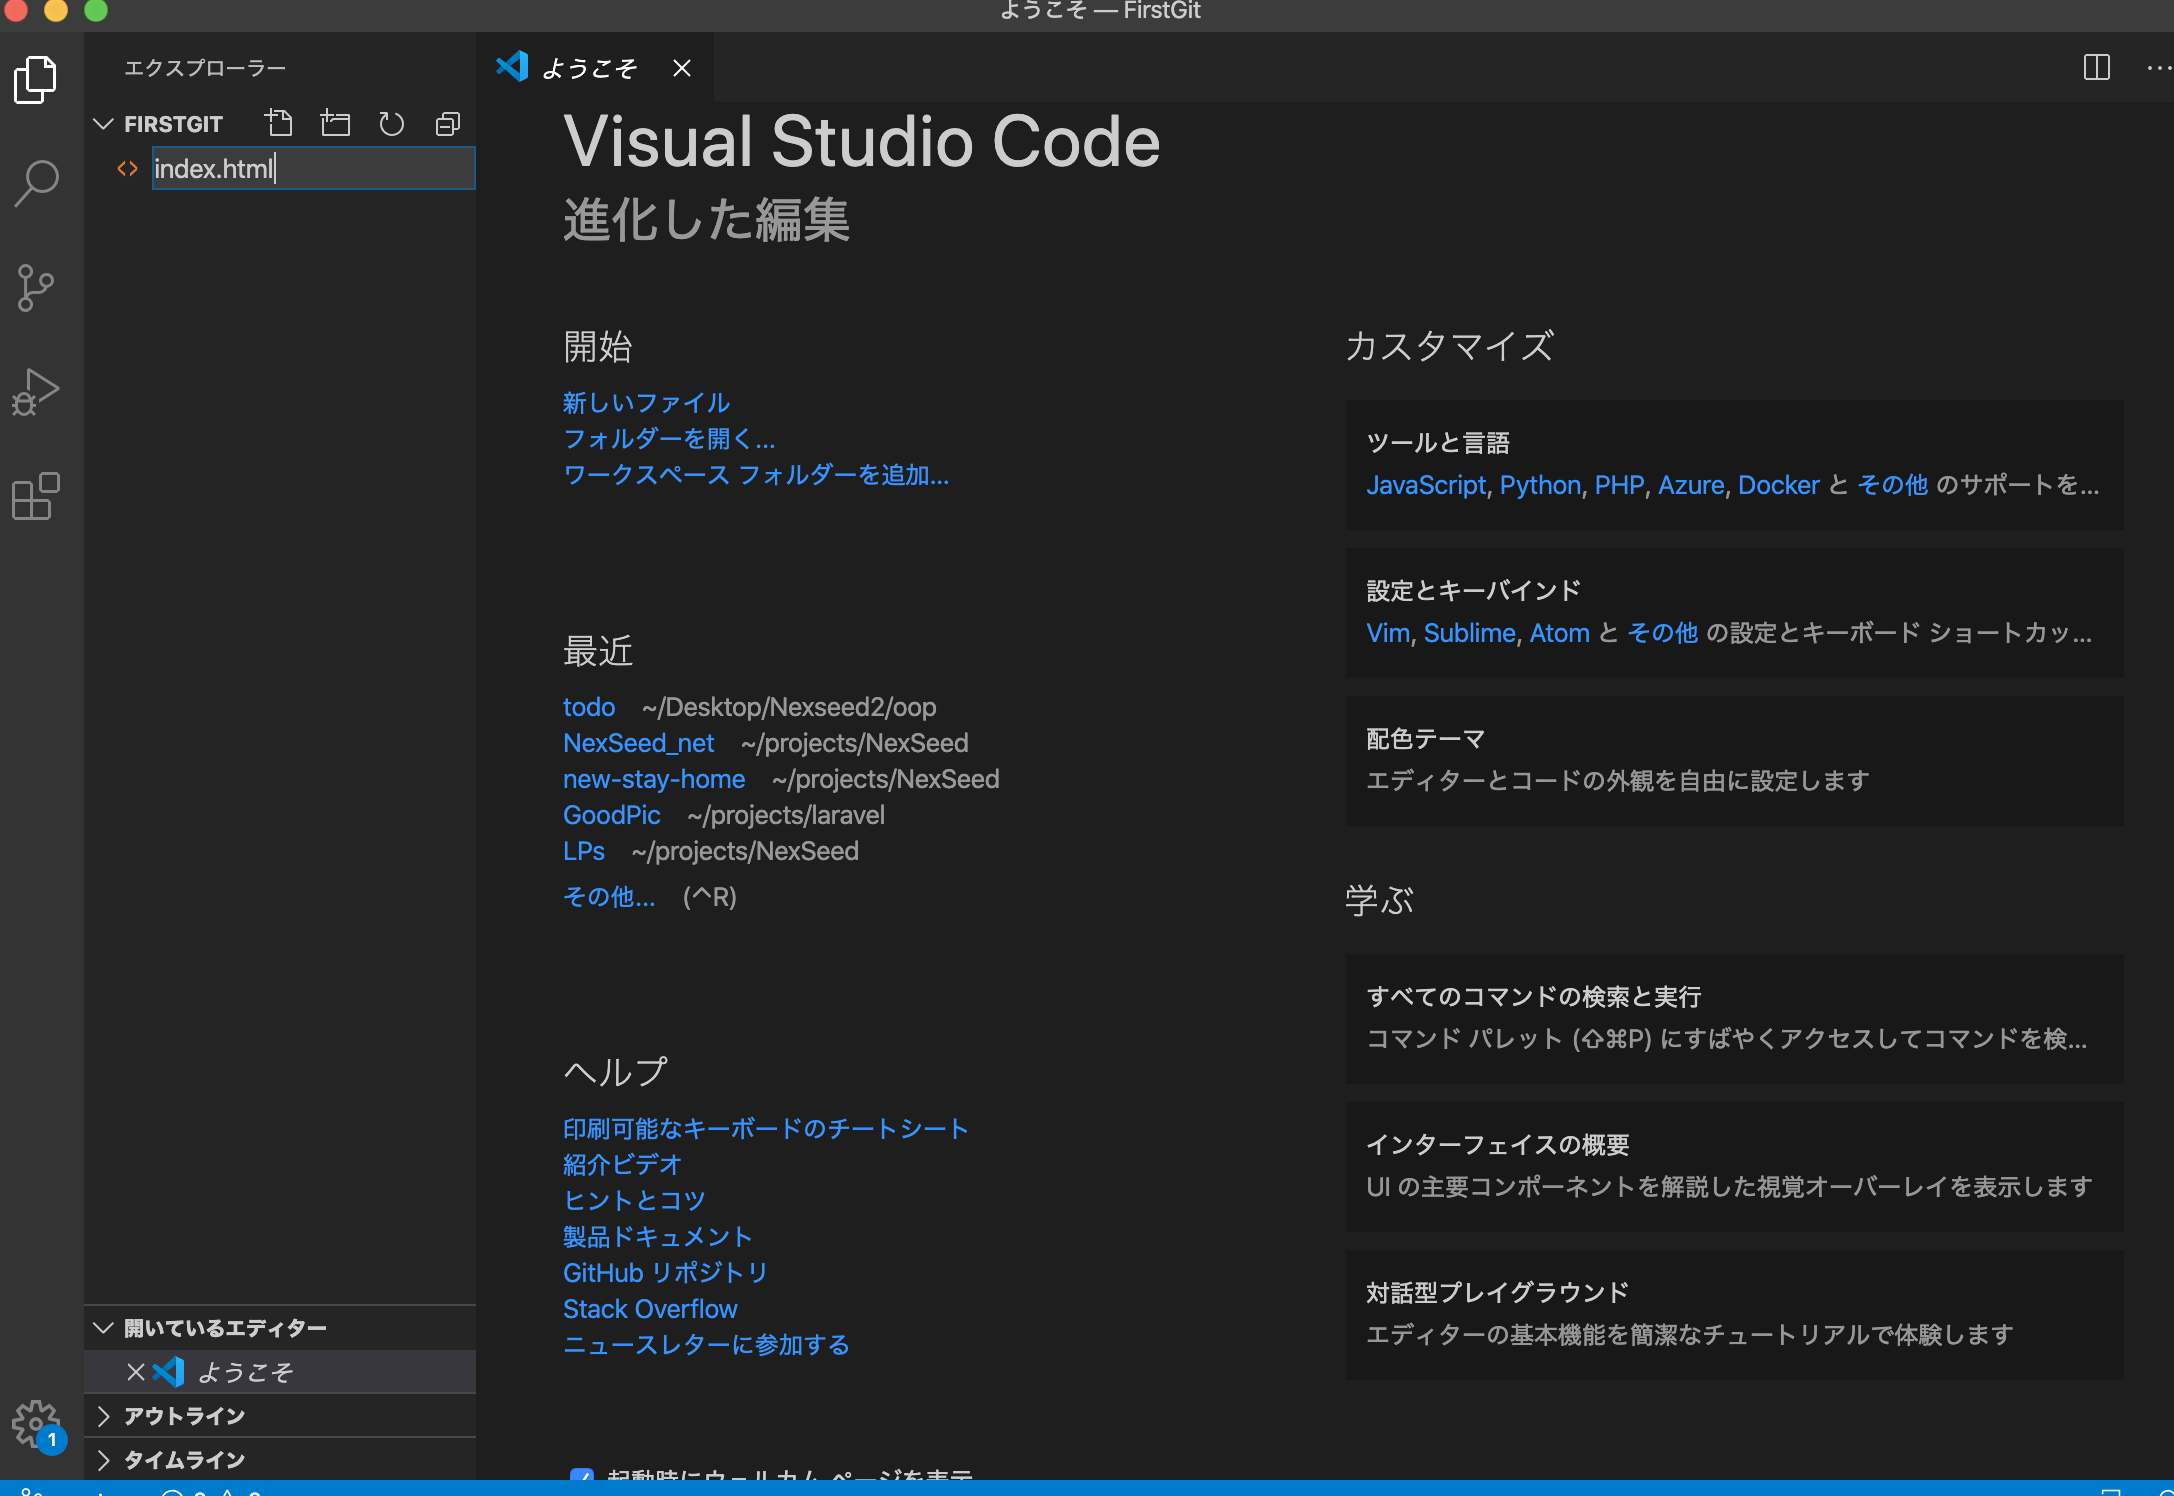 ようこそ — FirstGit
エクスプローラー
FIRSTGIT
index.html
ようこそ
Visual Studio Code
進化した編集
開始
新しいファイル
フォルダーを開く...
ワークスペース フォルダーを追加...
最近
todo ~/Desktop/Nexseed2/oop
NexSeed_net ~/projects/NexSeed
new-stay-home ~/projects/NexSeed
GoodPic ~/projects/laravel
LPs ~/projects/NexSeed
その他... (^R)
ヘルプ
印刷可能なキーボードのチートシート
紹介ビデオ
ヒントとコツ
製品ドキュメント
GitHub リポジトリ
Stack Overflow
ニュースレターに参加する
起動時にウェルカム ページを表示
カスタマイズ
ツールと言語
JavaScript, Python, PHP, Azure, Docker と その他 のサポートを...
設定とキーバインド
Vim, Sublime, Atom と その他 の設定とキーボード ショートカッ...
配色テーマ
エディターとコードの外観を自由に設定します
学ぶ
すべてのコマンドの検索と実行
コマンド パレット (⇧⌘P) にすばやくアクセスしてコマンドを検...
インターフェイスの概要
UI の主要コンポーネントを解説した視覚オーバーレイを表示します
対話型プレイグラウンド
エディターの基本機能を簡潔なチュートリアルで体験します
開いているエディター
ようこそ
アウトライン
タイムライン
1